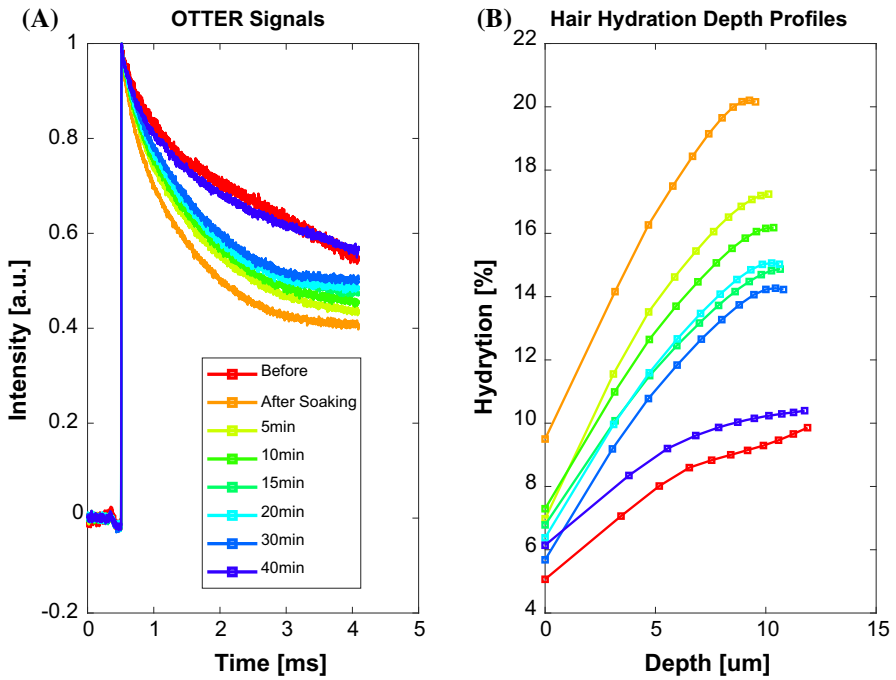 (A)
OTTER Signals
1
0.8
0.6
0.4
0.2
0
-0.2
Intensity [a.u.]
Before
After Soaking
5min
10min
15min
20min
30min
40min
0 1 2 3 4 5
Time [ms]
(B)
Hair Hydration Depth Profiles
22
20
18
16
14
12
10
8
6
4
Hydrytion [%]
0 5 10 15
Depth [um]